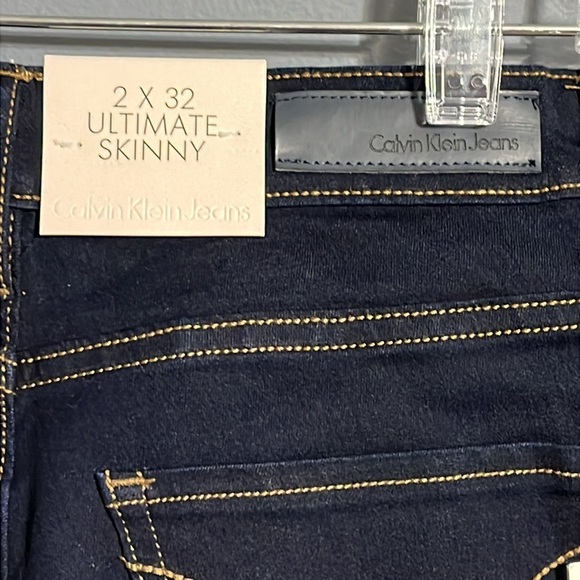 2 X 32
ULTIMATE
SKINNY
Calvin Klein Jeans
Calvin Klein Jeans